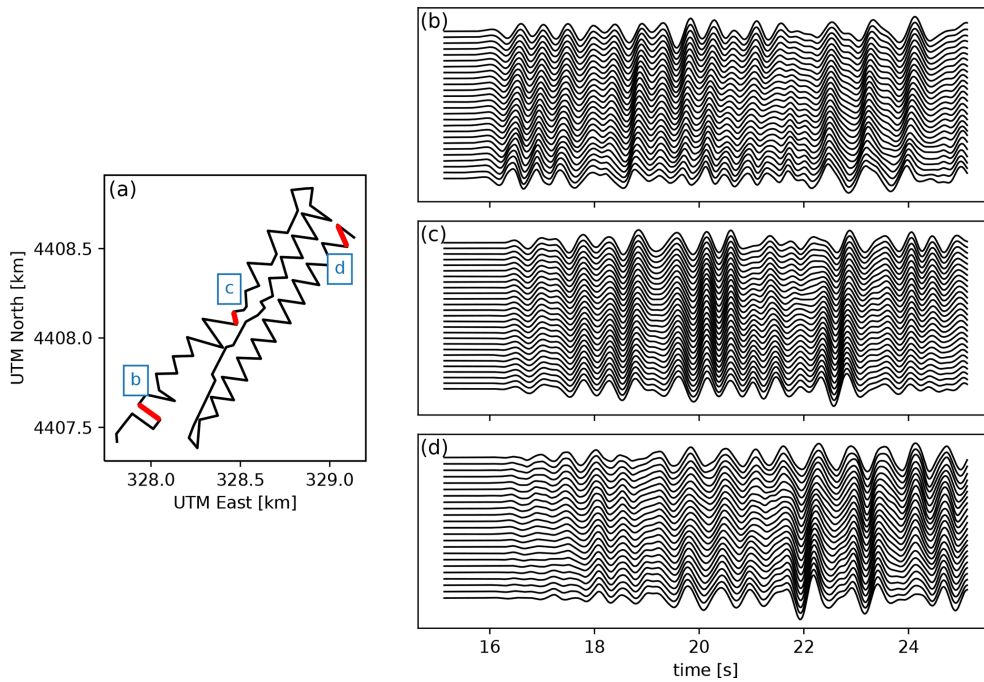 (a)
4408.5
4408.0
4407.5
UTM North [km]
328.0 328.5 329.0
UTM East [km]
b
c
d
(b)
(c)
(d)
16 18 20 22 24
time [s]